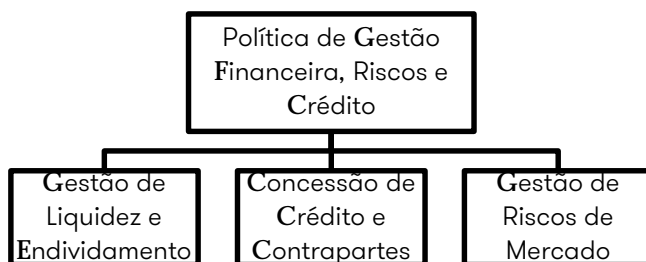 Política de Gestão
Financeira, Riscos e
Crédito
Gestão de
Liquidez e
Endividamento
Concessão de
Crédito e
Contrapartes
Gestão de
Riscos de
Mercado